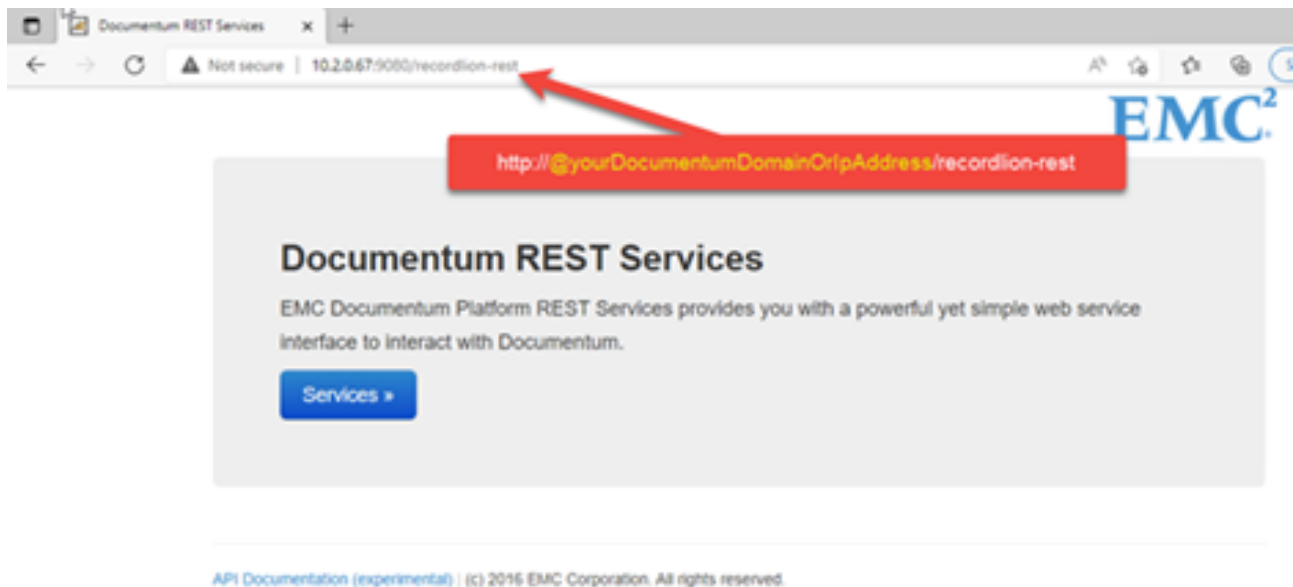 Documentum REST Services
Not secure | 10.2.0.67:9080/recordlion-rest
EMC²
http://@yourDocumentumDomainOrIpAddress/recordlion-rest
Documentum REST Services
EMC Documentum Platform REST Services provides you with a powerful yet simple web service
interface to interact with Documentum.
Services »
API Documentation (experimental) | (c) 2016 EMC Corporation. All rights reserved.